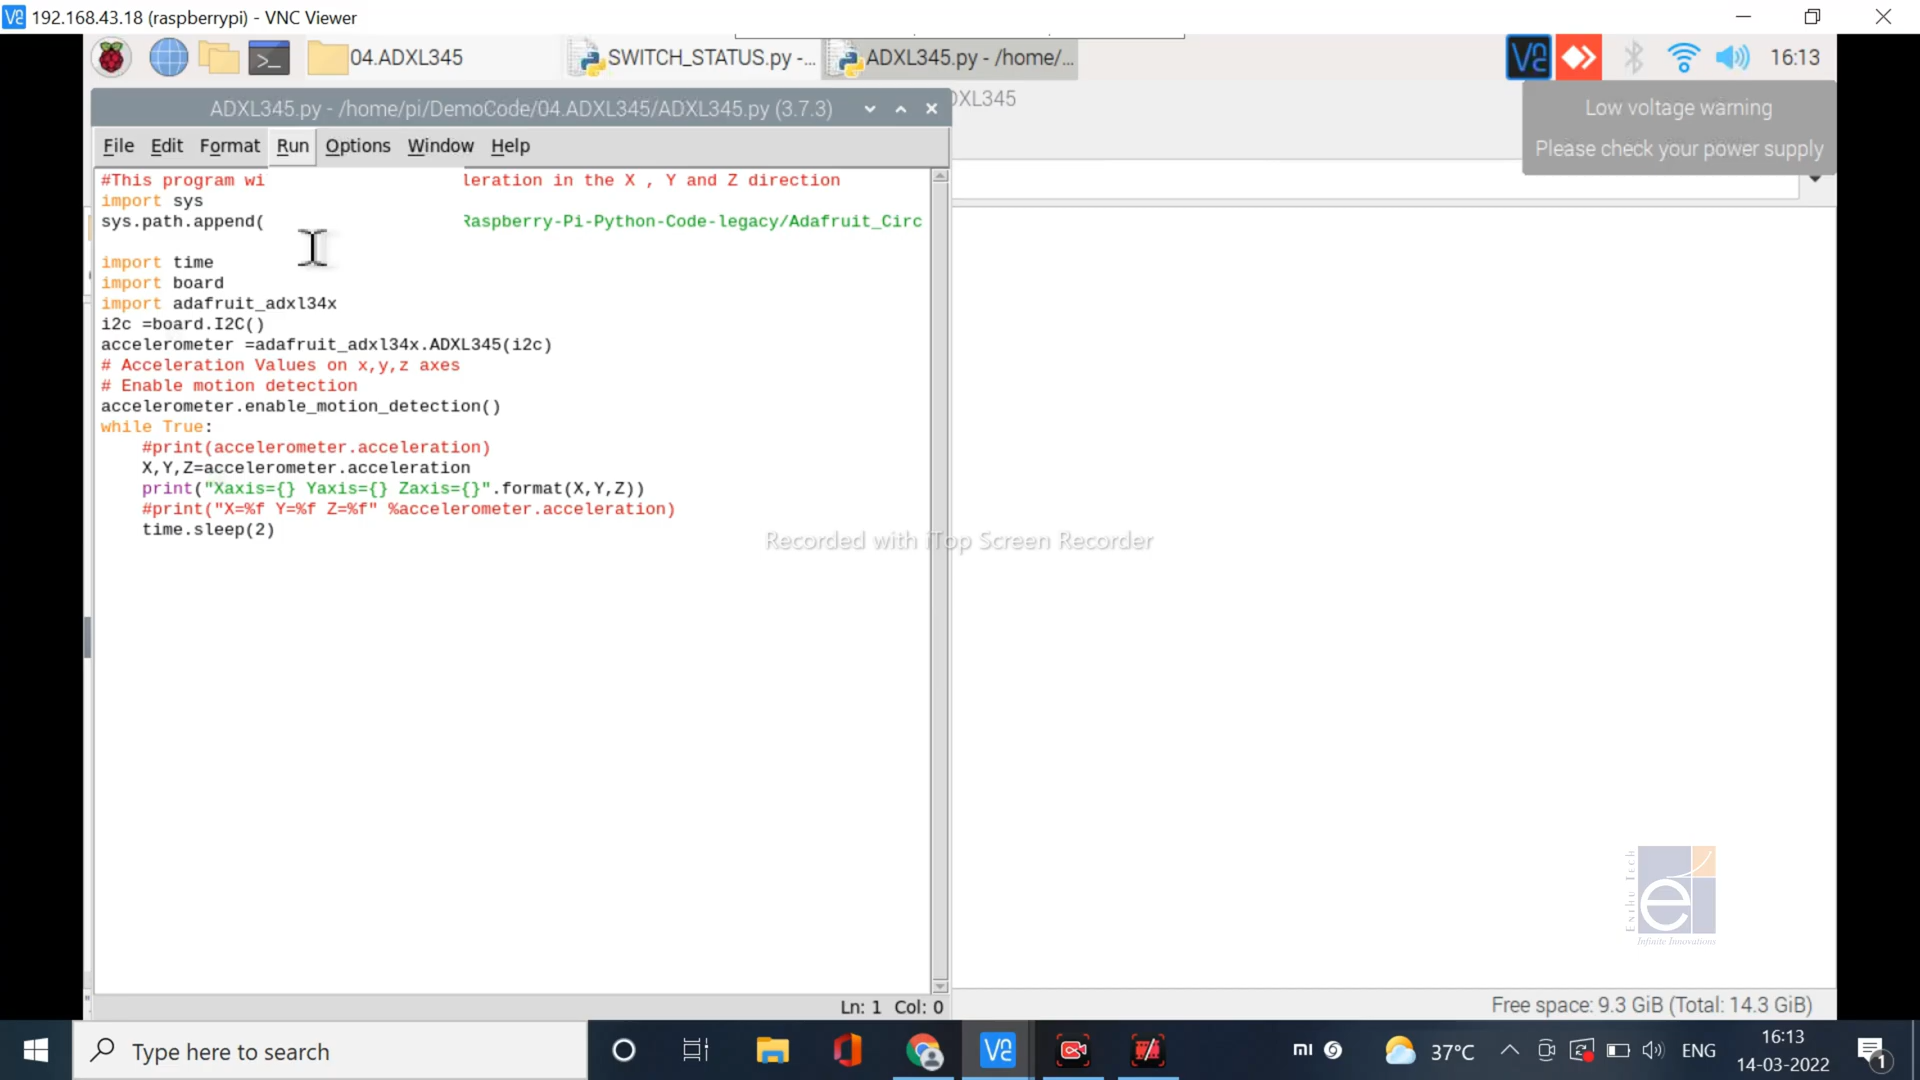 192.168.43.18 (raspberrypi) - VNC Viewer
04.ADXL345
SWITCH_STATUS.py -...
ADXL345.py - /home/...
16:13
ADXL345.py - /home/pi/DemoCode/04.ADXL345/ADXL345.py (3.7.3)
DXL345
Low voltage warning
Please check your power supply
File Edit Format Run Options Window Help
#This program wi leration in the X , Y and Z direction
import sys
sys.path.append( Raspberry-Pi-Python-Code-legacy/Adafruit_Circ
import time
import board
import adafruit_adxl34x
i2c =board.I2C()
accelerometer =adafruit_adxl34x.ADXL345(i2c)
# Acceleration Values on x,y,z axes
# Enable motion detection
accelerometer.enable_motion_detection()
while True:
#print(accelerometer.acceleration)
X,Y,Z=accelerometer.acceleration
print("Xaxis={} Yaxis={} Zaxis={}".format(X,Y,Z))
#print("X=%f Y=%f Z=%f" %accelerometer.acceleration)
time.sleep(2)
Recorded with iTop Screen Recorder
Enthu Tech
Infinite Innovations
Ln: 1 Col: 0
Free space: 9.3 GiB (Total: 14.3 GiB)
Type here to search
37°C
ENG
16:13
14-03-2022
1